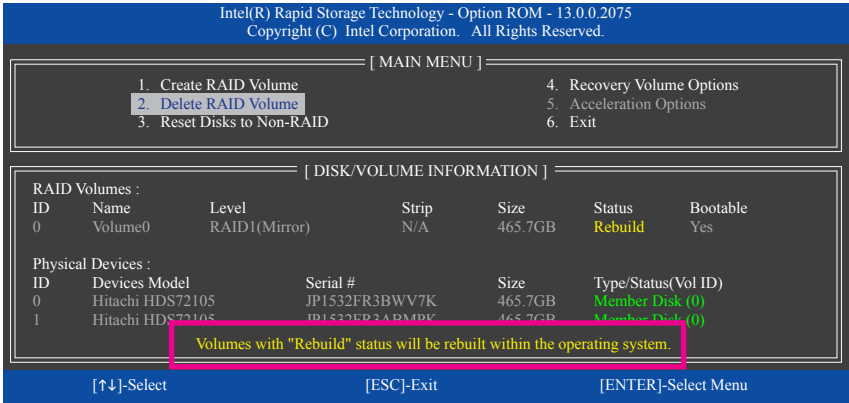 Intel(R) Rapid Storage Technology - Option ROM - 13.0.0.2075
Copyright (C) Intel Corporation. All Rights Reserved.
[ MAIN MENU ]
1. Create RAID Volume 4. Recovery Volume Options
2. Delete RAID Volume 5. Acceleration Options
3. Reset Disks to Non-RAID 6. Exit
[ DISK/VOLUME INFORMATION ]
RAID Volumes :
ID Name Level Strip Size Status Bootable
0 Volume0 RAID1(Mirror) N/A 465.7GB Rebuild Yes
Physical Devices :
ID Devices Model Serial # Size Type/Status(Vol ID)
0 Hitachi HDS72105 JP1532FR3BWV7K 465.7GB Member Disk (0)
1 Hitachi HDS72105 JP1532FR3ABMPK 465.7GB Member Disk (0)
Volumes with "Rebuild" status will be rebuilt within the operating system.
[↑↓]-Select [ESC]-Exit [ENTER]-Select Menu